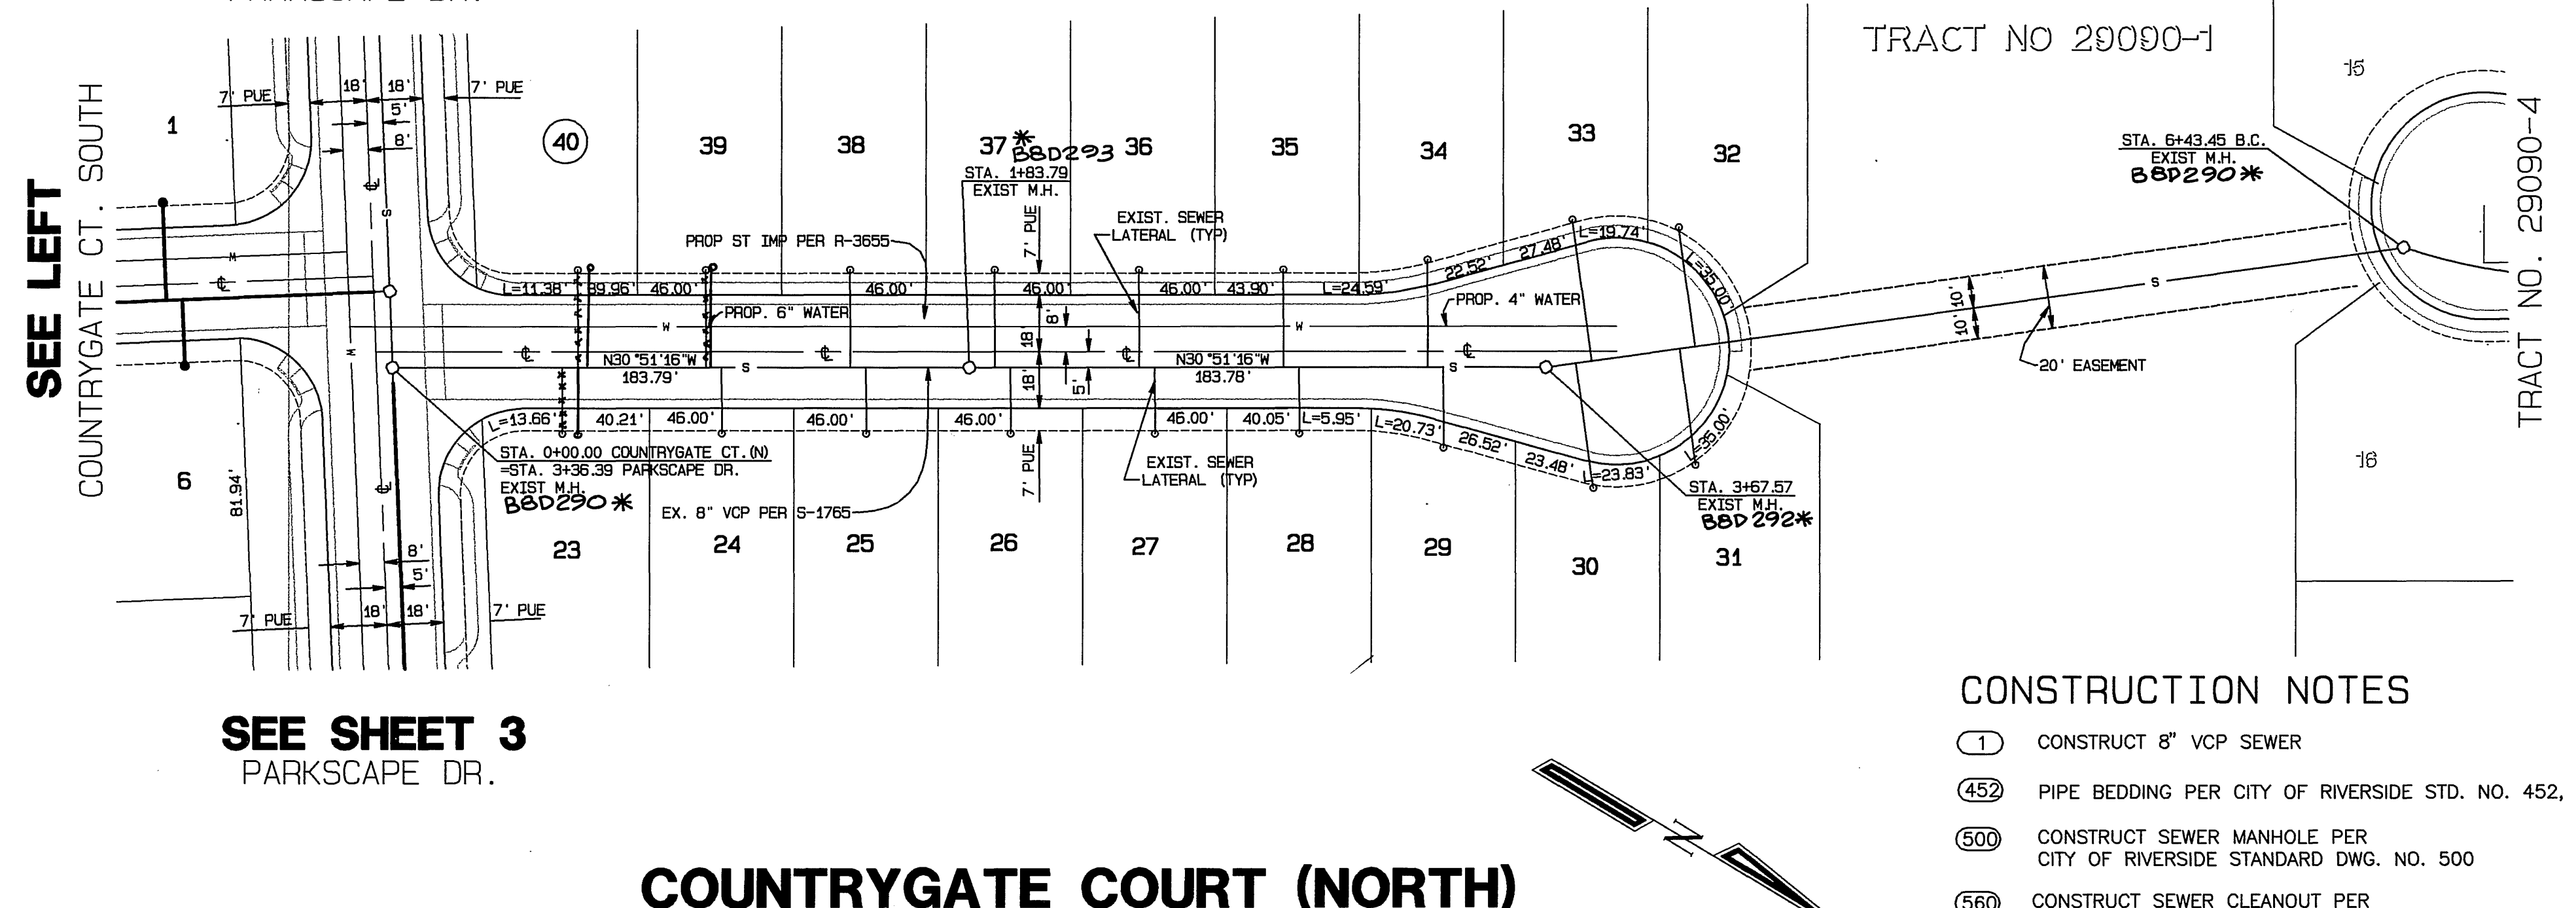 PARKSCAPE DR.
TRACT NO 29090-1
SEE LEFT
COUNTRYGATE CT. SOUTH
1
7' PUE
18'
18'
5'
8'
7' PUE
40
39
38
37
*
B8D293
STA. 1+83.79
EXIST M.H.
36
35
34
33
32
15
STA. 6+43.45 B.C.
EXIST M.H.
B8D290*
TRACT NO. 29090-4
PROP ST IMP PER R-3655
7' PUE
EXIST. SEWER
LATERAL (TYP)
W
S
L=11.38'
39.96'
46.00'
46.00'
46.00'
46.00'
43.90'
L=24.59'
22.52'
27.48'
L=19.74'
L=35.00'
PROP. 6" WATER
PROP. 4" WATER
W
W
8'
18'
N30°51'16"W
183.79'
S
18'
5'
N30°51'16"W
183.78'
S
S
10'
10'
20' EASEMENT
W
6
81.94'
L=13.66'
40.21'
46.00'
46.00'
46.00'
46.00'
40.05'
L=5.95'
L=20.73'
26.52'
23.48'
L=23.83'
L=35.00'
STA. 0+00.00 COUNTRYGATE CT.(N)
=STA. 3+36.39 PARKSCAPE DR.
EXIST M.H.
B8D290*
EX. 8" VCP PER S-1765
7' PUE
EXIST. SEWER
LATERAL (TYP)
STA. 3+67.57
EXIST M.H.
B8D292*
16
23
24
25
26
27
28
29
30
31
8'
5'
7' PUE
18'
18'
7' PUE
SEE SHEET 3
PARKSCAPE DR.
N
COUNTRYGATE COURT (NORTH)
CONSTRUCTION NOTES
1 CONSTRUCT 8" VCP SEWER
452 PIPE BEDDING PER CITY OF RIVERSIDE STD. NO. 452,
500 CONSTRUCT SEWER MANHOLE PER
CITY OF RIVERSIDE STANDARD DWG. NO. 500
560 CONSTRUCT SEWER CLEANOUT PER